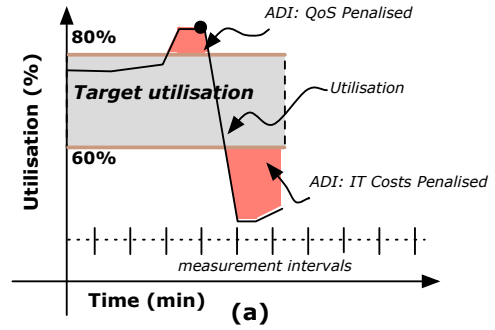 ADI: QoS Penalised
80%
Target utilisation
Utilisation
Utilisation (%)
60%
ADI: IT Costs Penalised
measurement intervals
Time (min)
(a)